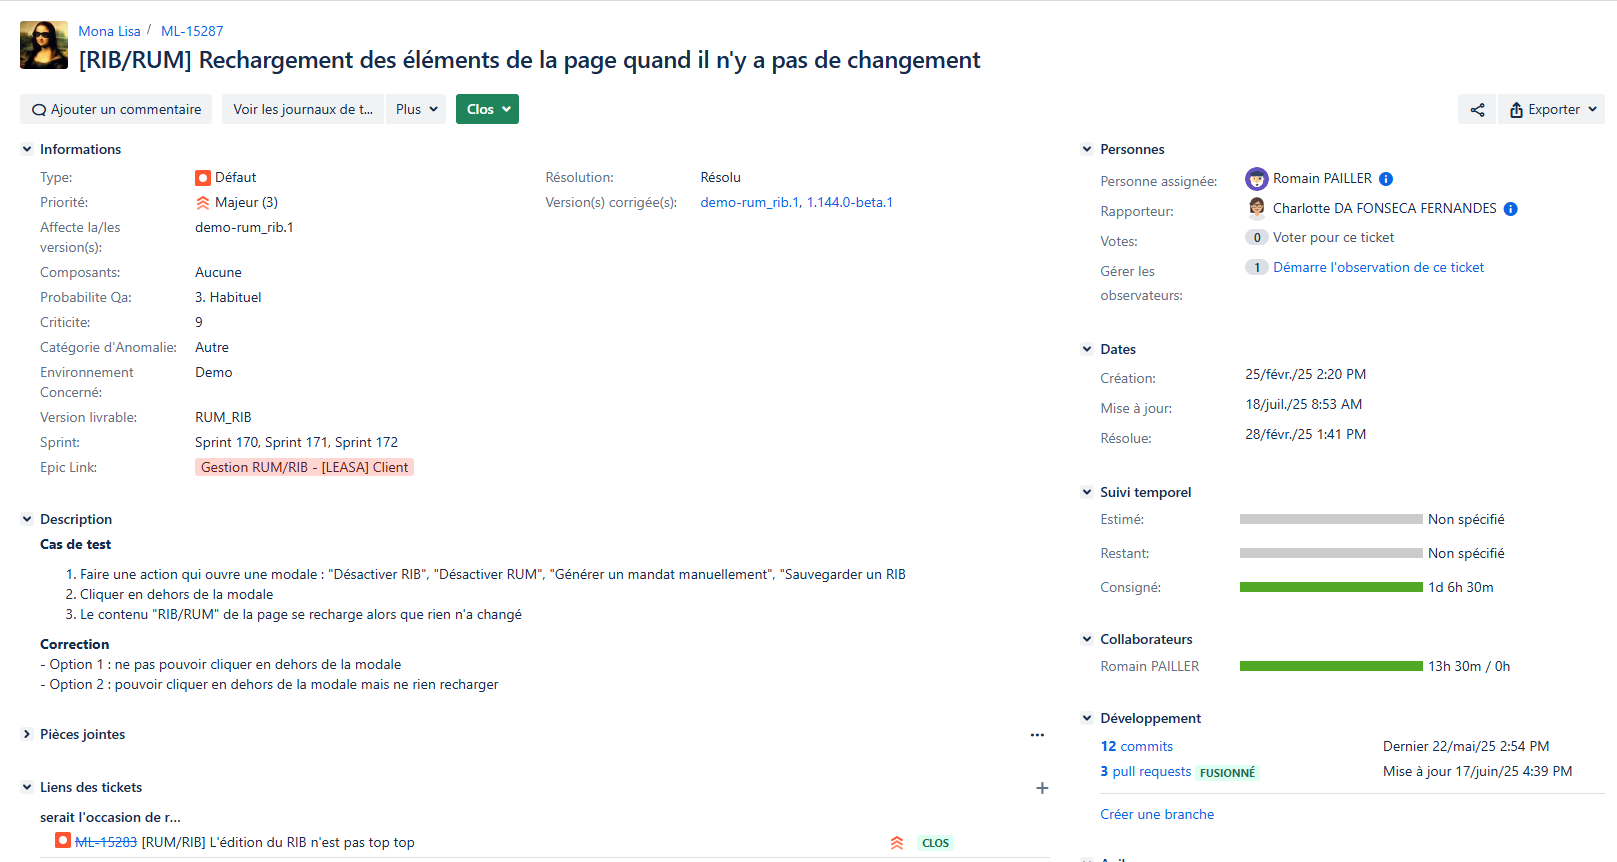 Mona Lisa / ML-15287
[RIB/RUM] Rechargement des éléments de la page quand il n'y a pas de changement
Ajouter un commentaire
Voir les journaux de t...
Plus
Clos
Exporter
Informations
Type: Défaut
Résolution: Résolu
Priorité: Majeur (3)
Version(s) corrigée(s): demo-rum_rib.1, 1.144.0-beta.1
Affecte la/les
version(s):
demo-rum_rib.1
Composants: Aucune
Probabilite Qa: 3. Habituel
Criticite: 9
Catégorie d'Anomalie: Autre
Environnement
Concerné:
Demo
Version livrable: RUM_RIB
Sprint: Sprint 170, Sprint 171, Sprint 172
Epic Link: Gestion RUM/RIB - [LEASA] Client
Description
Cas de test
1. Faire une action qui ouvre une modale : "Désactiver RIB", "Désactiver RUM", "Générer un mandat manuellement", "Sauvegarder un RIB
2. Cliquer en dehors de la modale
3. Le contenu "RIB/RUM" de la page se recharge alors que rien n'a changé
Correction
- Option 1 : ne pas pouvoir cliquer en dehors de la modale
- Option 2 : pouvoir cliquer en dehors de la modale mais ne rien recharger
Pièces jointes
Liens des tickets
serait l'occasion de r...
ML-15283 [RUM/RIB] L'édition du RIB n'est pas top top
CLOS
Personnes
Personne assignée: Romain PAILLER
Rapporteur: Charlotte DA FONSECA FERNANDES
Votes: 0 Voter pour ce ticket
Gérer les
observateurs:
1 Démarre l'observation de ce ticket
Dates
Création: 25/févr./25 2:20 PM
Mise à jour: 18/juil./25 8:53 AM
Résolue: 28/févr./25 1:41 PM
Suivi temporel
Estimé: Non spécifié
Restant: Non spécifié
Consigné: 1d 6h 30m
Collaborateurs
Romain PAILLER 13h 30m / 0h
Développement
12 commits Dernier 22/mai/25 2:54 PM
3 pull requests FUSIONNÉ Mise à jour 17/juin/25 4:39 PM
Créer une branche